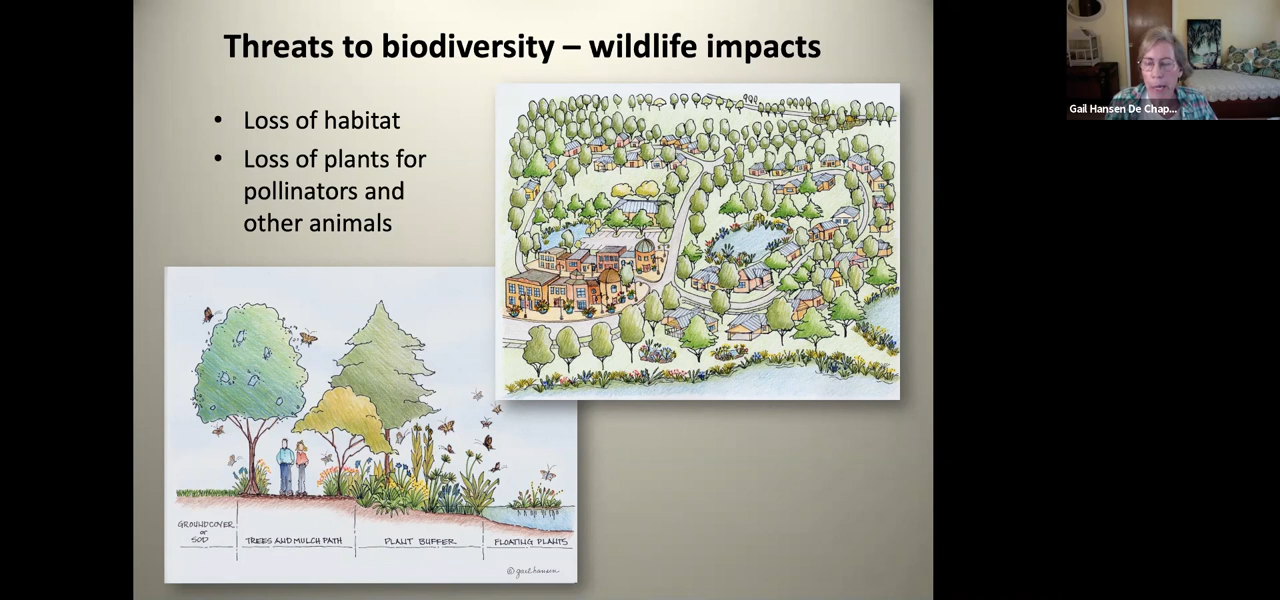 Threats to biodiversity – wildlife impacts
• Loss of habitat
• Loss of plants for
pollinators and
other animals
Gail Hansen De Chap...
GROUNDCOVER
or
SOD
TREES AND MULCH PATH
PLANT BUFFER
FLOATING PLANTS
© gail hansen